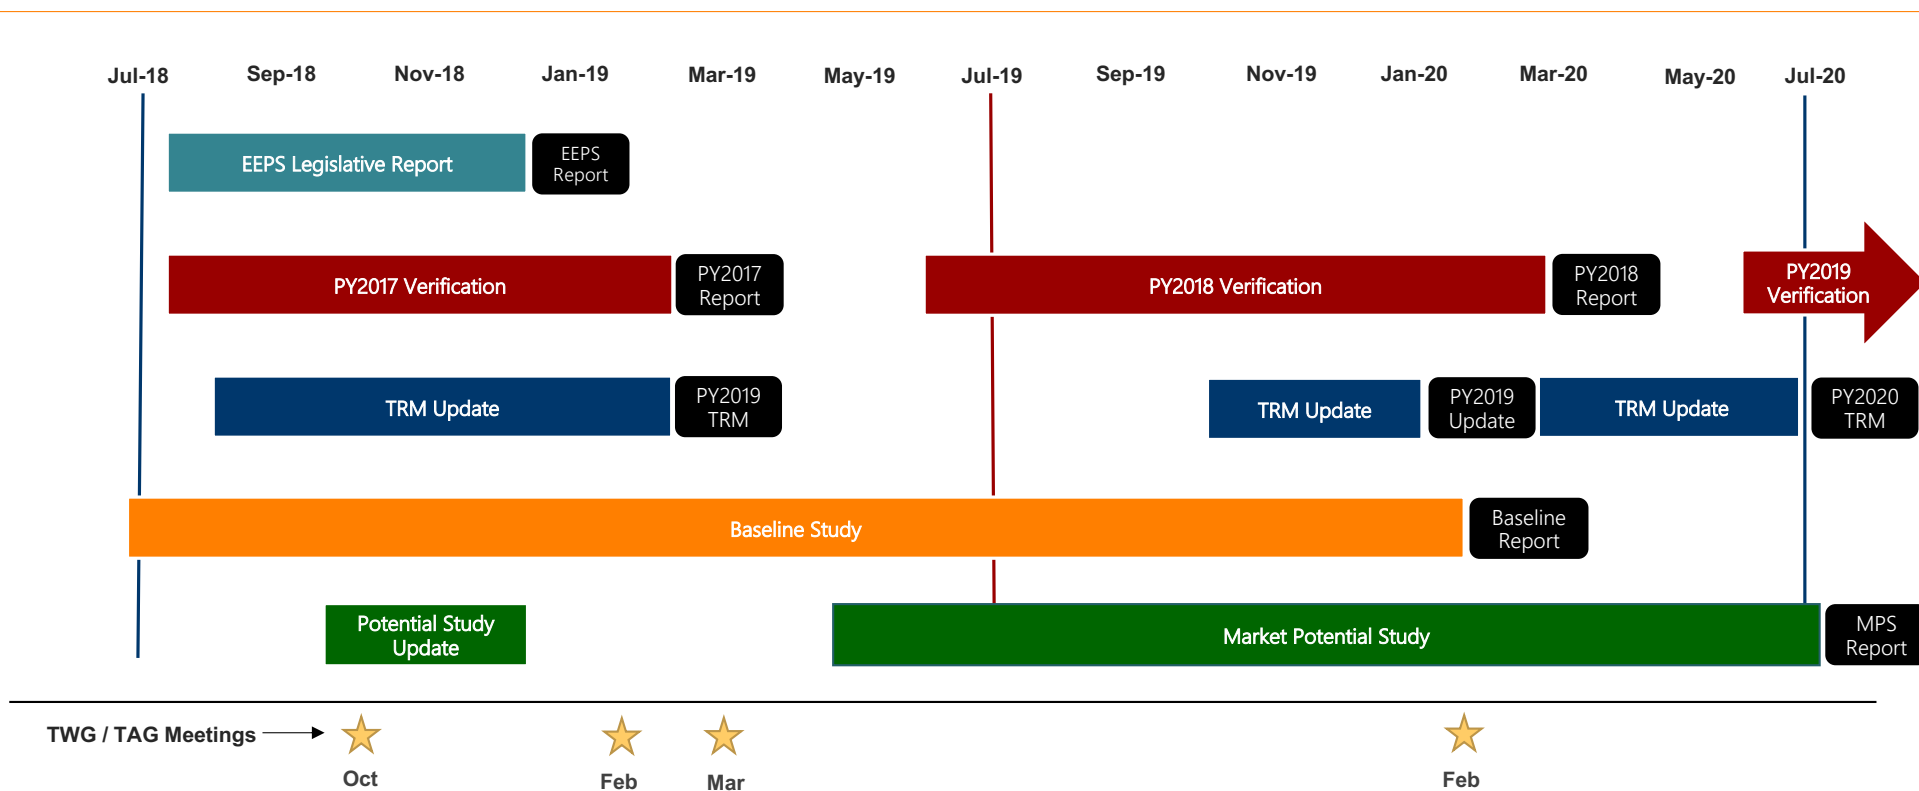 Jul-18 Sep-18 Nov-18 Jan-19 Mar-19 May-19 Jul-19 Sep-19 Nov-19 Jan-20 Mar-20 May-20 Jul-20
EEPS Legislative Report
EEPS
Report
PY2017 Verification
PY2017
Report
PY2018 Verification
PY2018
Report
PY2019
Verification
TRM Update
PY2019
TRM
TRM Update
PY2019
Update
TRM Update
PY2020
TRM
Baseline Study
Baseline
Report
Potential Study
Update
Market Potential Study
MPS
Report
TWG / TAG Meetings
Oct
Feb
Mar
Feb